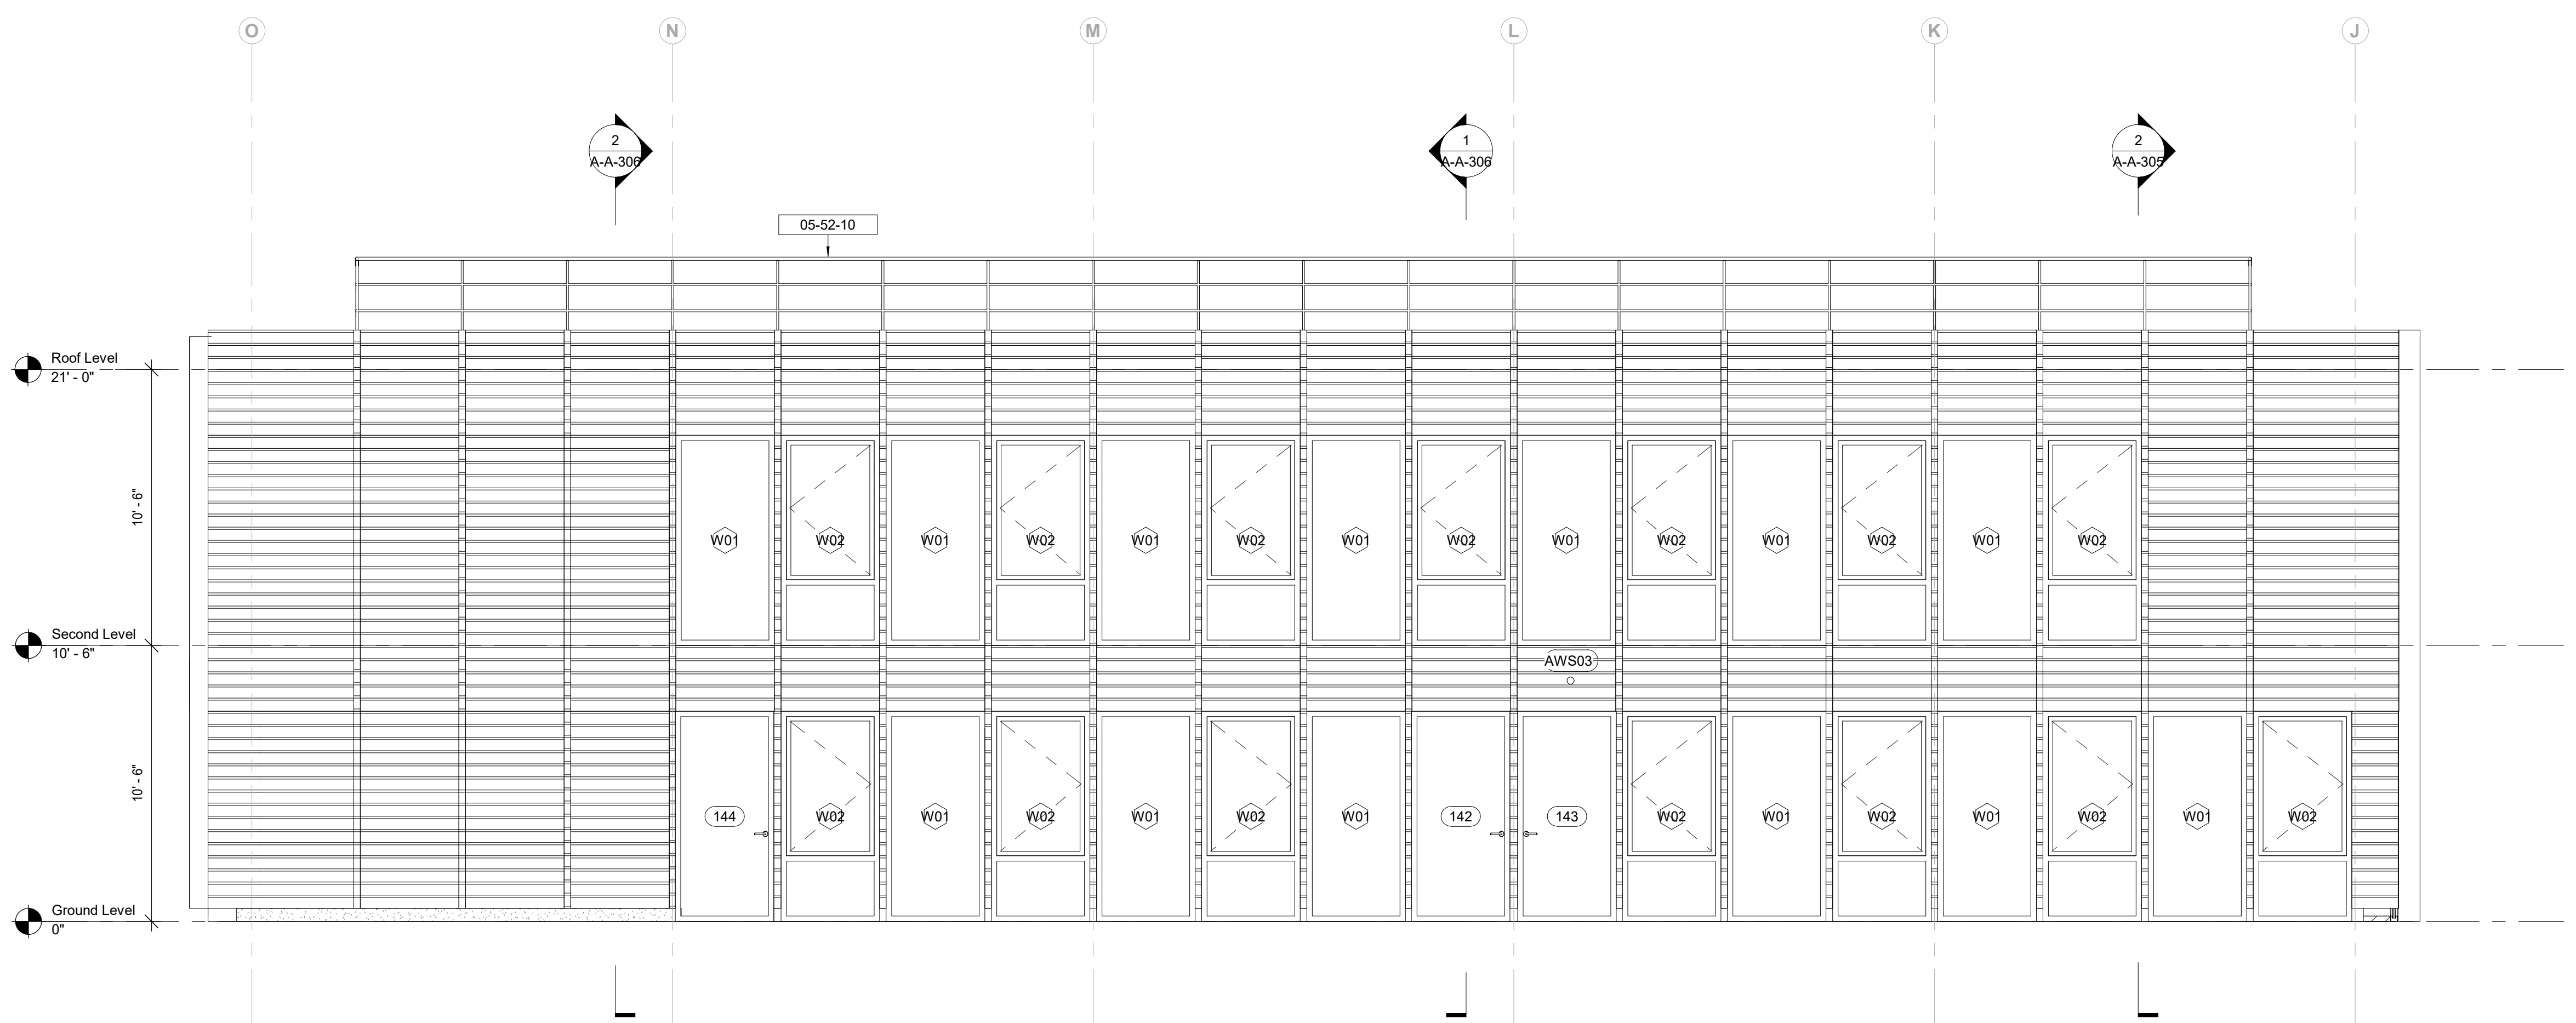 O N M L K J
2 1 2
A-A-306 A-A-306 A-A-305
05-52-10
Roof Level
21' - 0"
10' - 6"
W01 W02 W01 W02 W01 W02 W01 W02 W01 W02 W01 W02 W01 W02
Second Level
10' - 6"
AWS03
10' - 6"
144 W02 W01 W02 W01 W02 W01 142 143 W02 W01 W02 W01 W02 W01 W02
Ground Level
0"